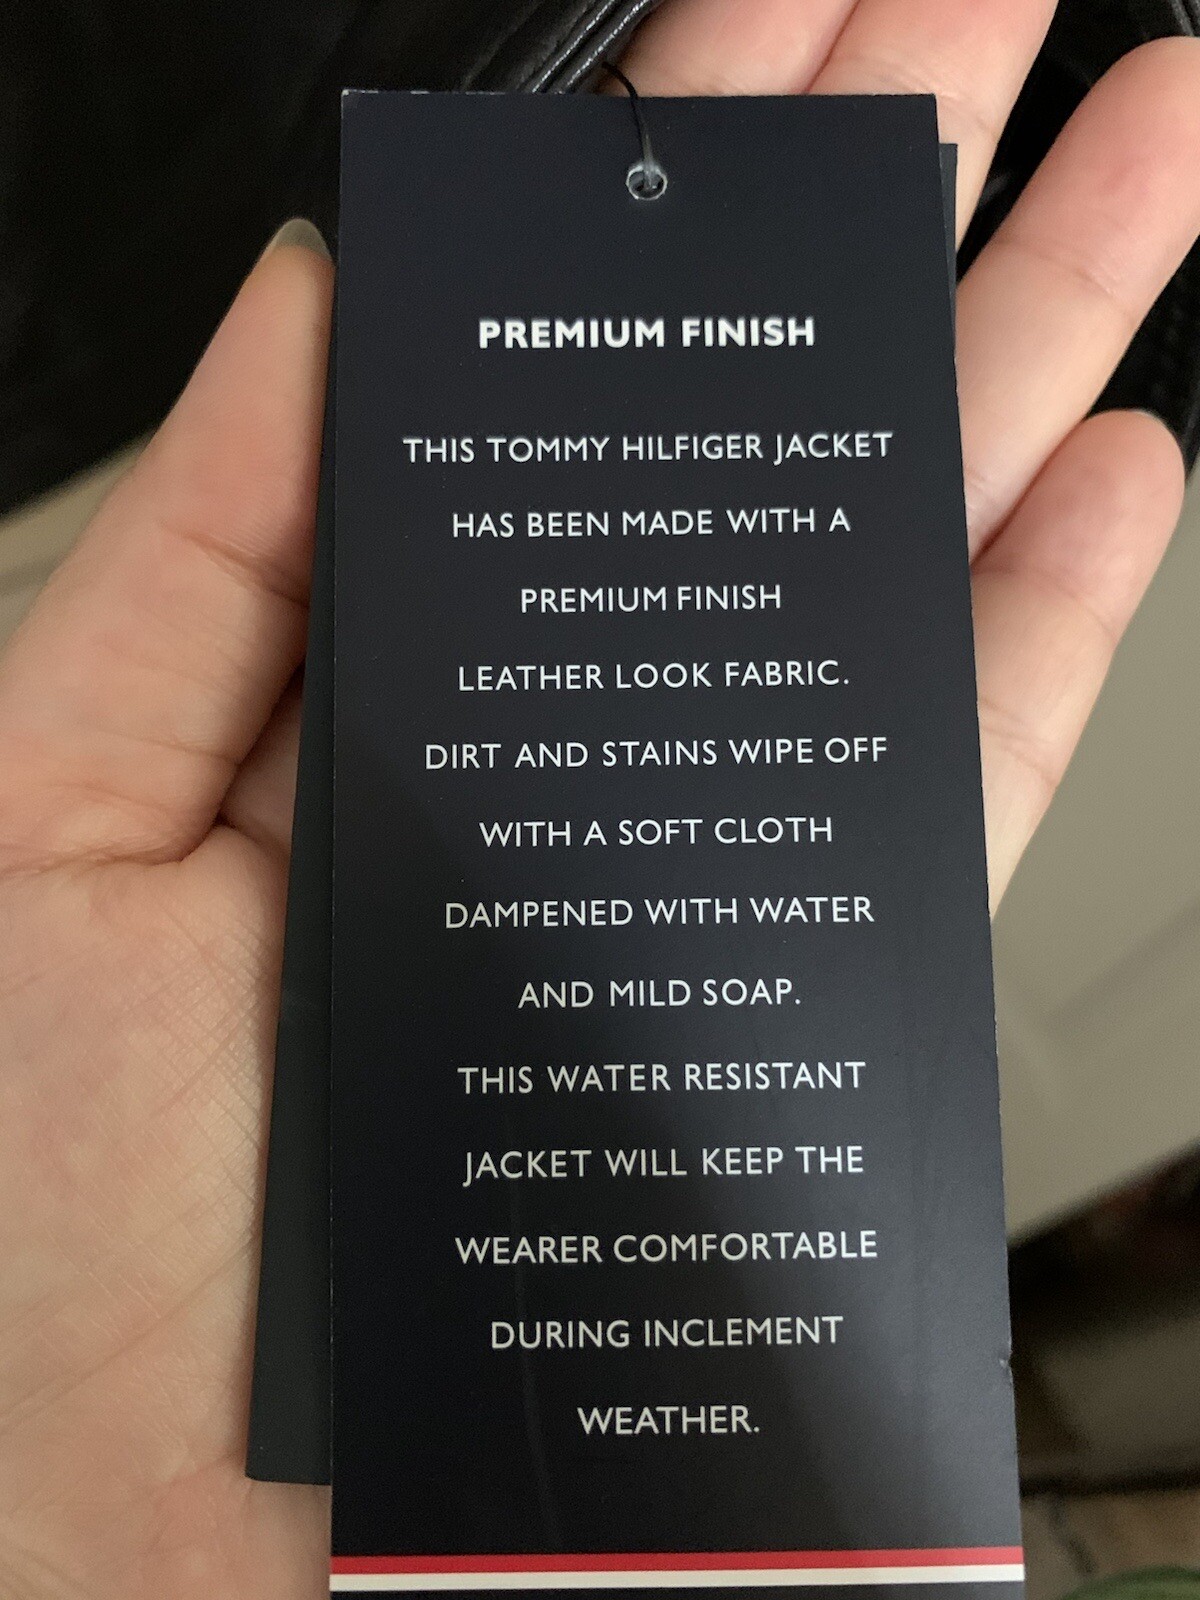 PREMIUM FINISH
THIS TOMMY HILFIGER JACKET
HAS BEEN MADE WITH A
PREMIUM FINISH
LEATHER LOOK FABRIC.
DIRT AND STAINS WIPE OFF
WITH A SOFT CLOTH
DAMPENED WITH WATER
AND MILD SOAP.
THIS WATER RESISTANT
JACKET WILL KEEP THE
WEARER COMFORTABLE
DURING INCLEMENT
WEATHER.